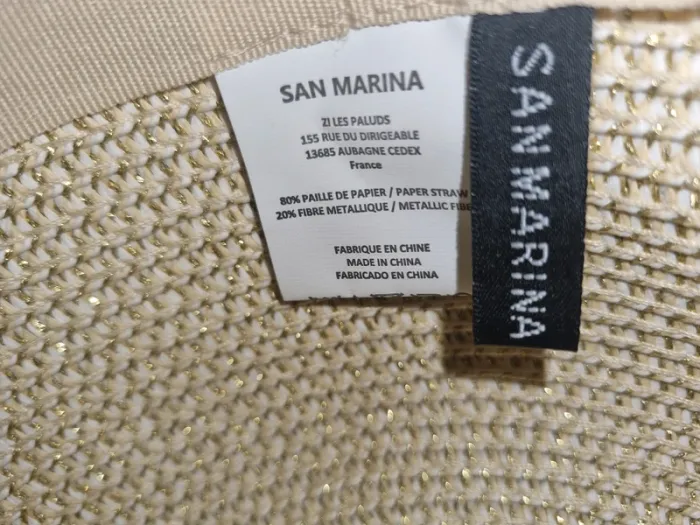 SAN MARINA
ZI LES PALUDS
155 RUE DU DIRIGEABLE
13685 AUBAGNE CEDEX
France
80% PAILLE DE PAPIER / PAPER STRAW
20% FIBRE METALLIQUE / METALLIC
FABRIQUE EN CHINE
MADE IN CHINA
FABRICADO EN CHINA
SAN MARINA